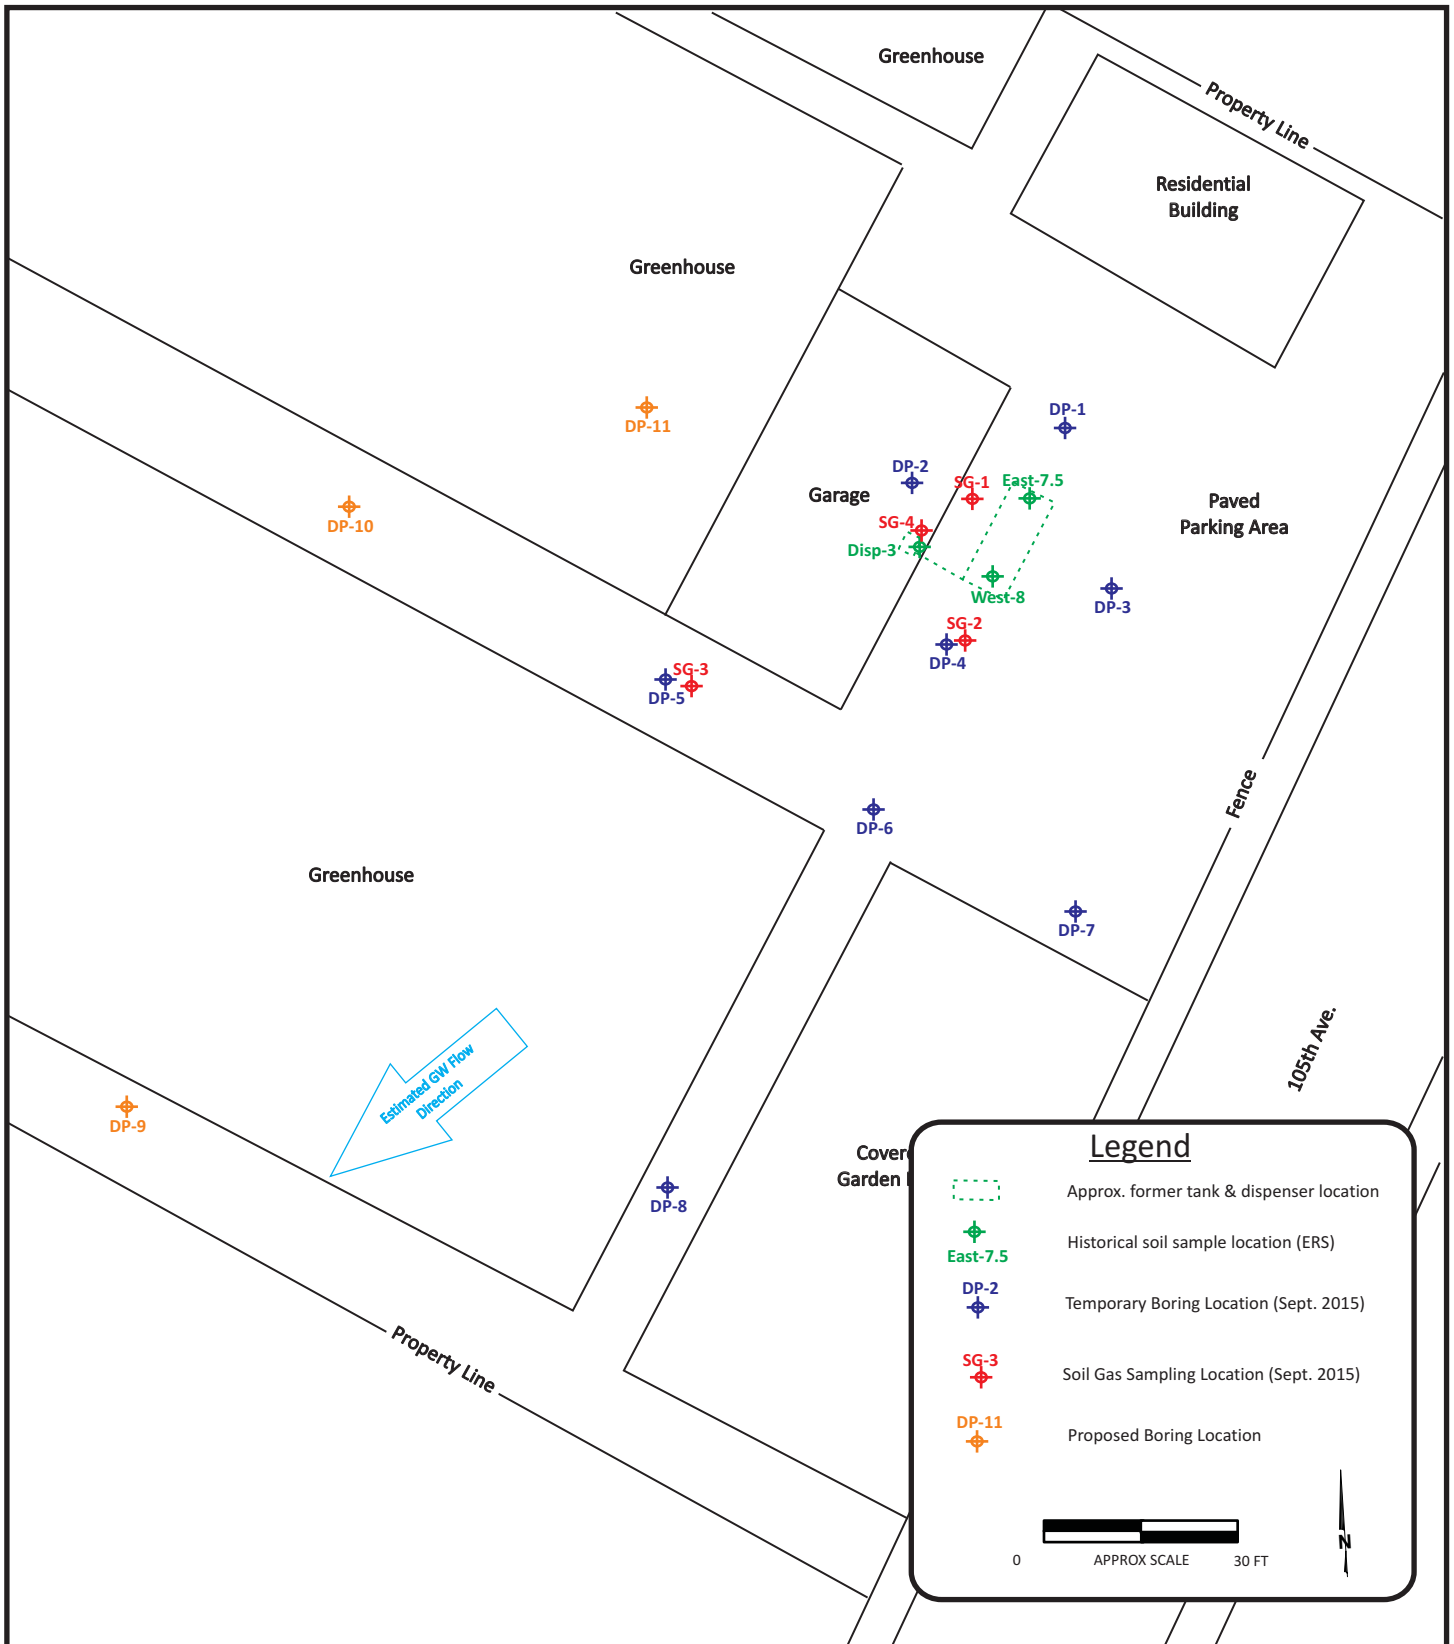 Greenhouse
Property Line
Residential
Building
Greenhouse
DP-11
DP-1
DP-2
Garage
SG-1
East-7.5
Paved
Parking Area
DP-10
SG-4
Disp-3
West-8
DP-3
SG-2
DP-4
SG-3
DP-5
Fence
DP-6
Greenhouse
DP-7
105th Ave.
Estimated GW Flow
Direction
DP-9
DP-8
Garden
Property Line
Legend
Approx. former tank & dispenser location
Historical soil sample location (ERS)
East-7.5
DP-2
Temporary Boring Location (Sept. 2015)
SG-3
Soil Gas Sampling Location (Sept. 2015)
DP-11
Proposed Boring Location
N
0 APPROX SCALE 30 FT